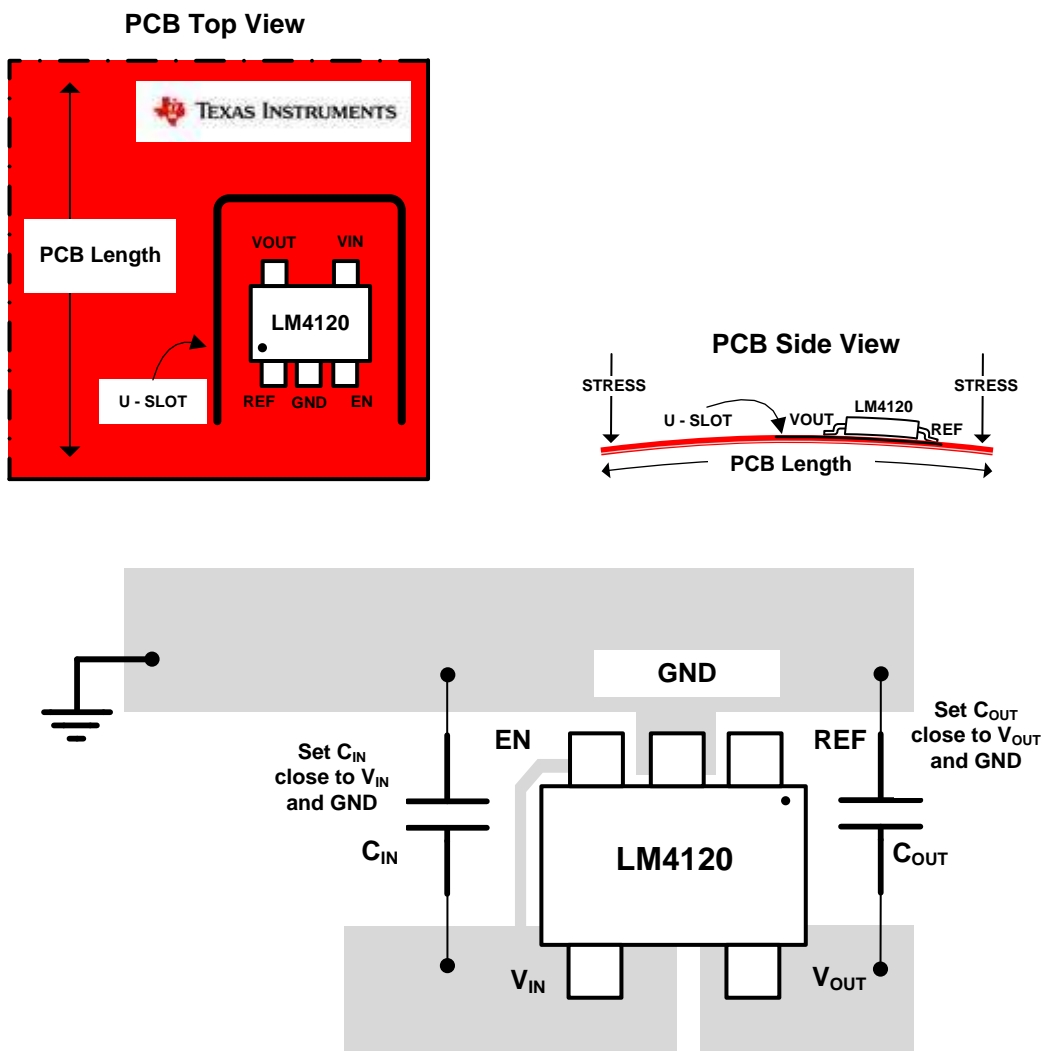 PCB Top View
TEXAS INSTRUMENTS
PCB Length
VOUT VIN
LM4120
U - SLOT
REF GND EN
PCB Side View
STRESS
STRESS
U - SLOT
VOUT
LM4120
REF
PCB Length
GND
EN
REF
Set CIN
close to VIN
and GND
Set COUT
close to VOUT
and GND
CIN
LM4120
COUT
VIN
VOUT